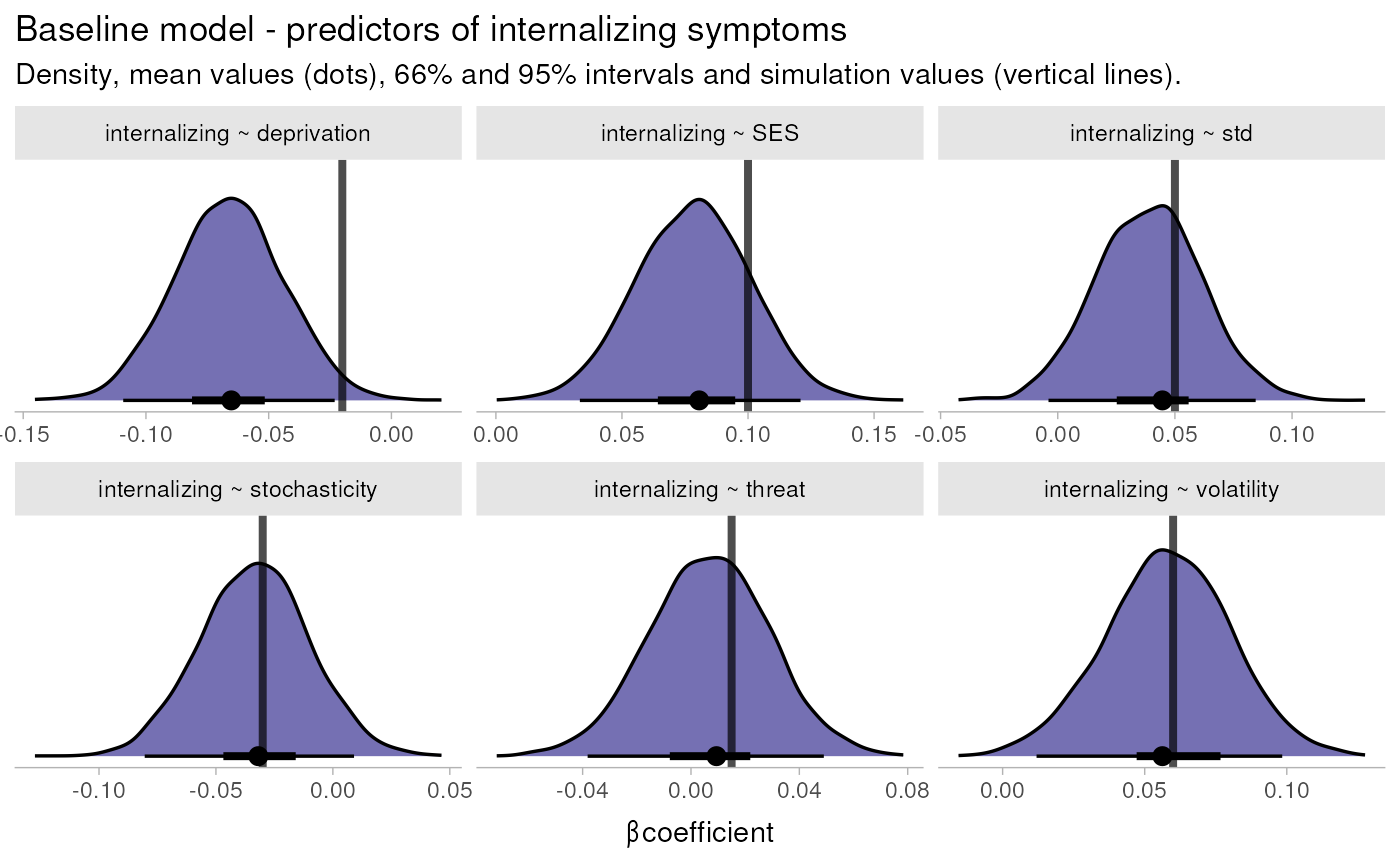 Baseline model - predictors of internalizing symptoms
Density, mean values (dots), 66% and 95% intervals and simulation values (vertical lines).
internalizing ~ deprivation
internalizing ~ SES
internalizing ~ std
-0.15 -0.10 -0.05 0.00
0.00 0.05 0.10 0.15
-0.05 0.00 0.05 0.10
internalizing ~ stochasticity
internalizing ~ threat
internalizing ~ volatility
-0.10 -0.05 0.00 0.05
-0.04 0.00 0.04 0.08
0.00 0.05 0.10
βcoefficient